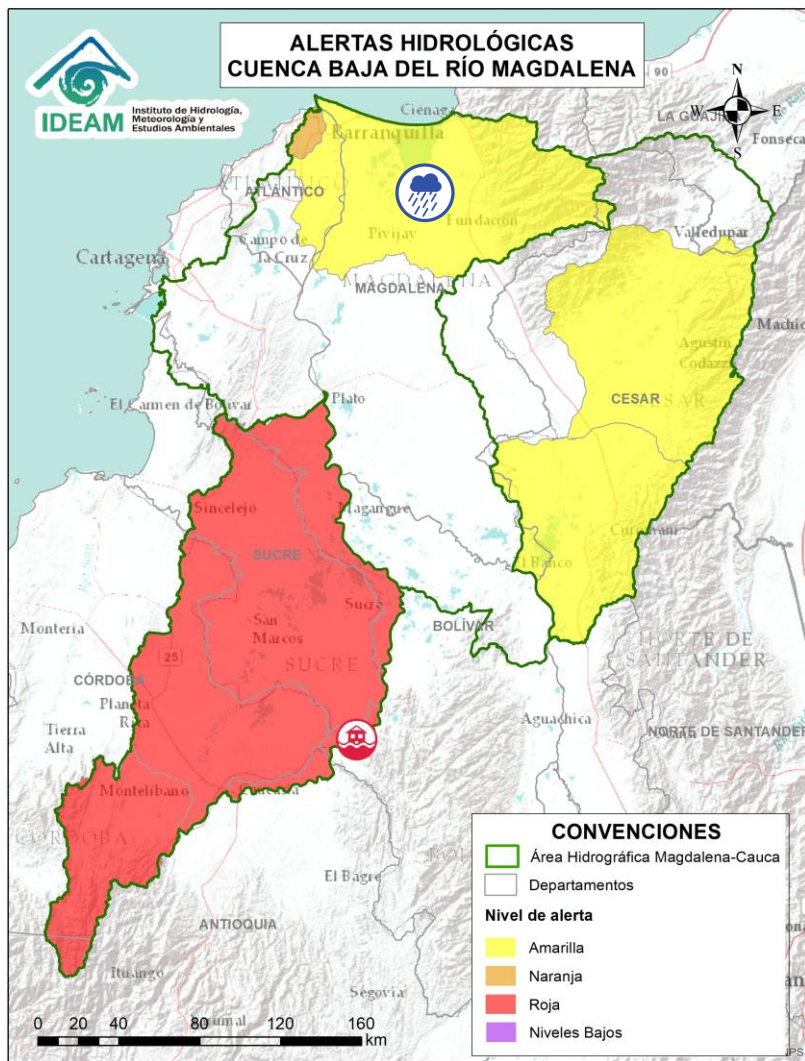 ALERTAS HIDROLÓGICAS
CUENCA BAJA DEL RÍO MAGDALENA
IDEAM
Instituto de Hidrología,
Meteorología y
Estudios Ambientales
N
W
E
S
90
LA GUAJI
Fonseca
Ciénaga
Barranquilla
ATLÁNTICO
Pivijay
Fundación
Valledupar
Campo de
la Cruz
Cartagena
MAGDALENA
Agustín
Codazzi
CESAR
El Carmen de Bolívar
Plato
Sincelejo
Magangue
SUCRE
El Banco
San
Marcos
Sucre
SUCRE
BOLÍVAR
NORTE DE
SANTANDER
Montería
25
CÓRDOBA
Planeta
Rica
Tierra
Alta
Aguachica
NORTE DE SANTANDER
Montelibano
CÓRDOBA
El Bagre
ANTIOQUIA
Ituango
Segovia
CONVENCIONES
Área Hidrográfica Magdalena-Cauca
Departamentos
Nivel de alerta
Amarilla
Naranja
Roja
Niveles Bajos
0 20 40 80 120 160
km